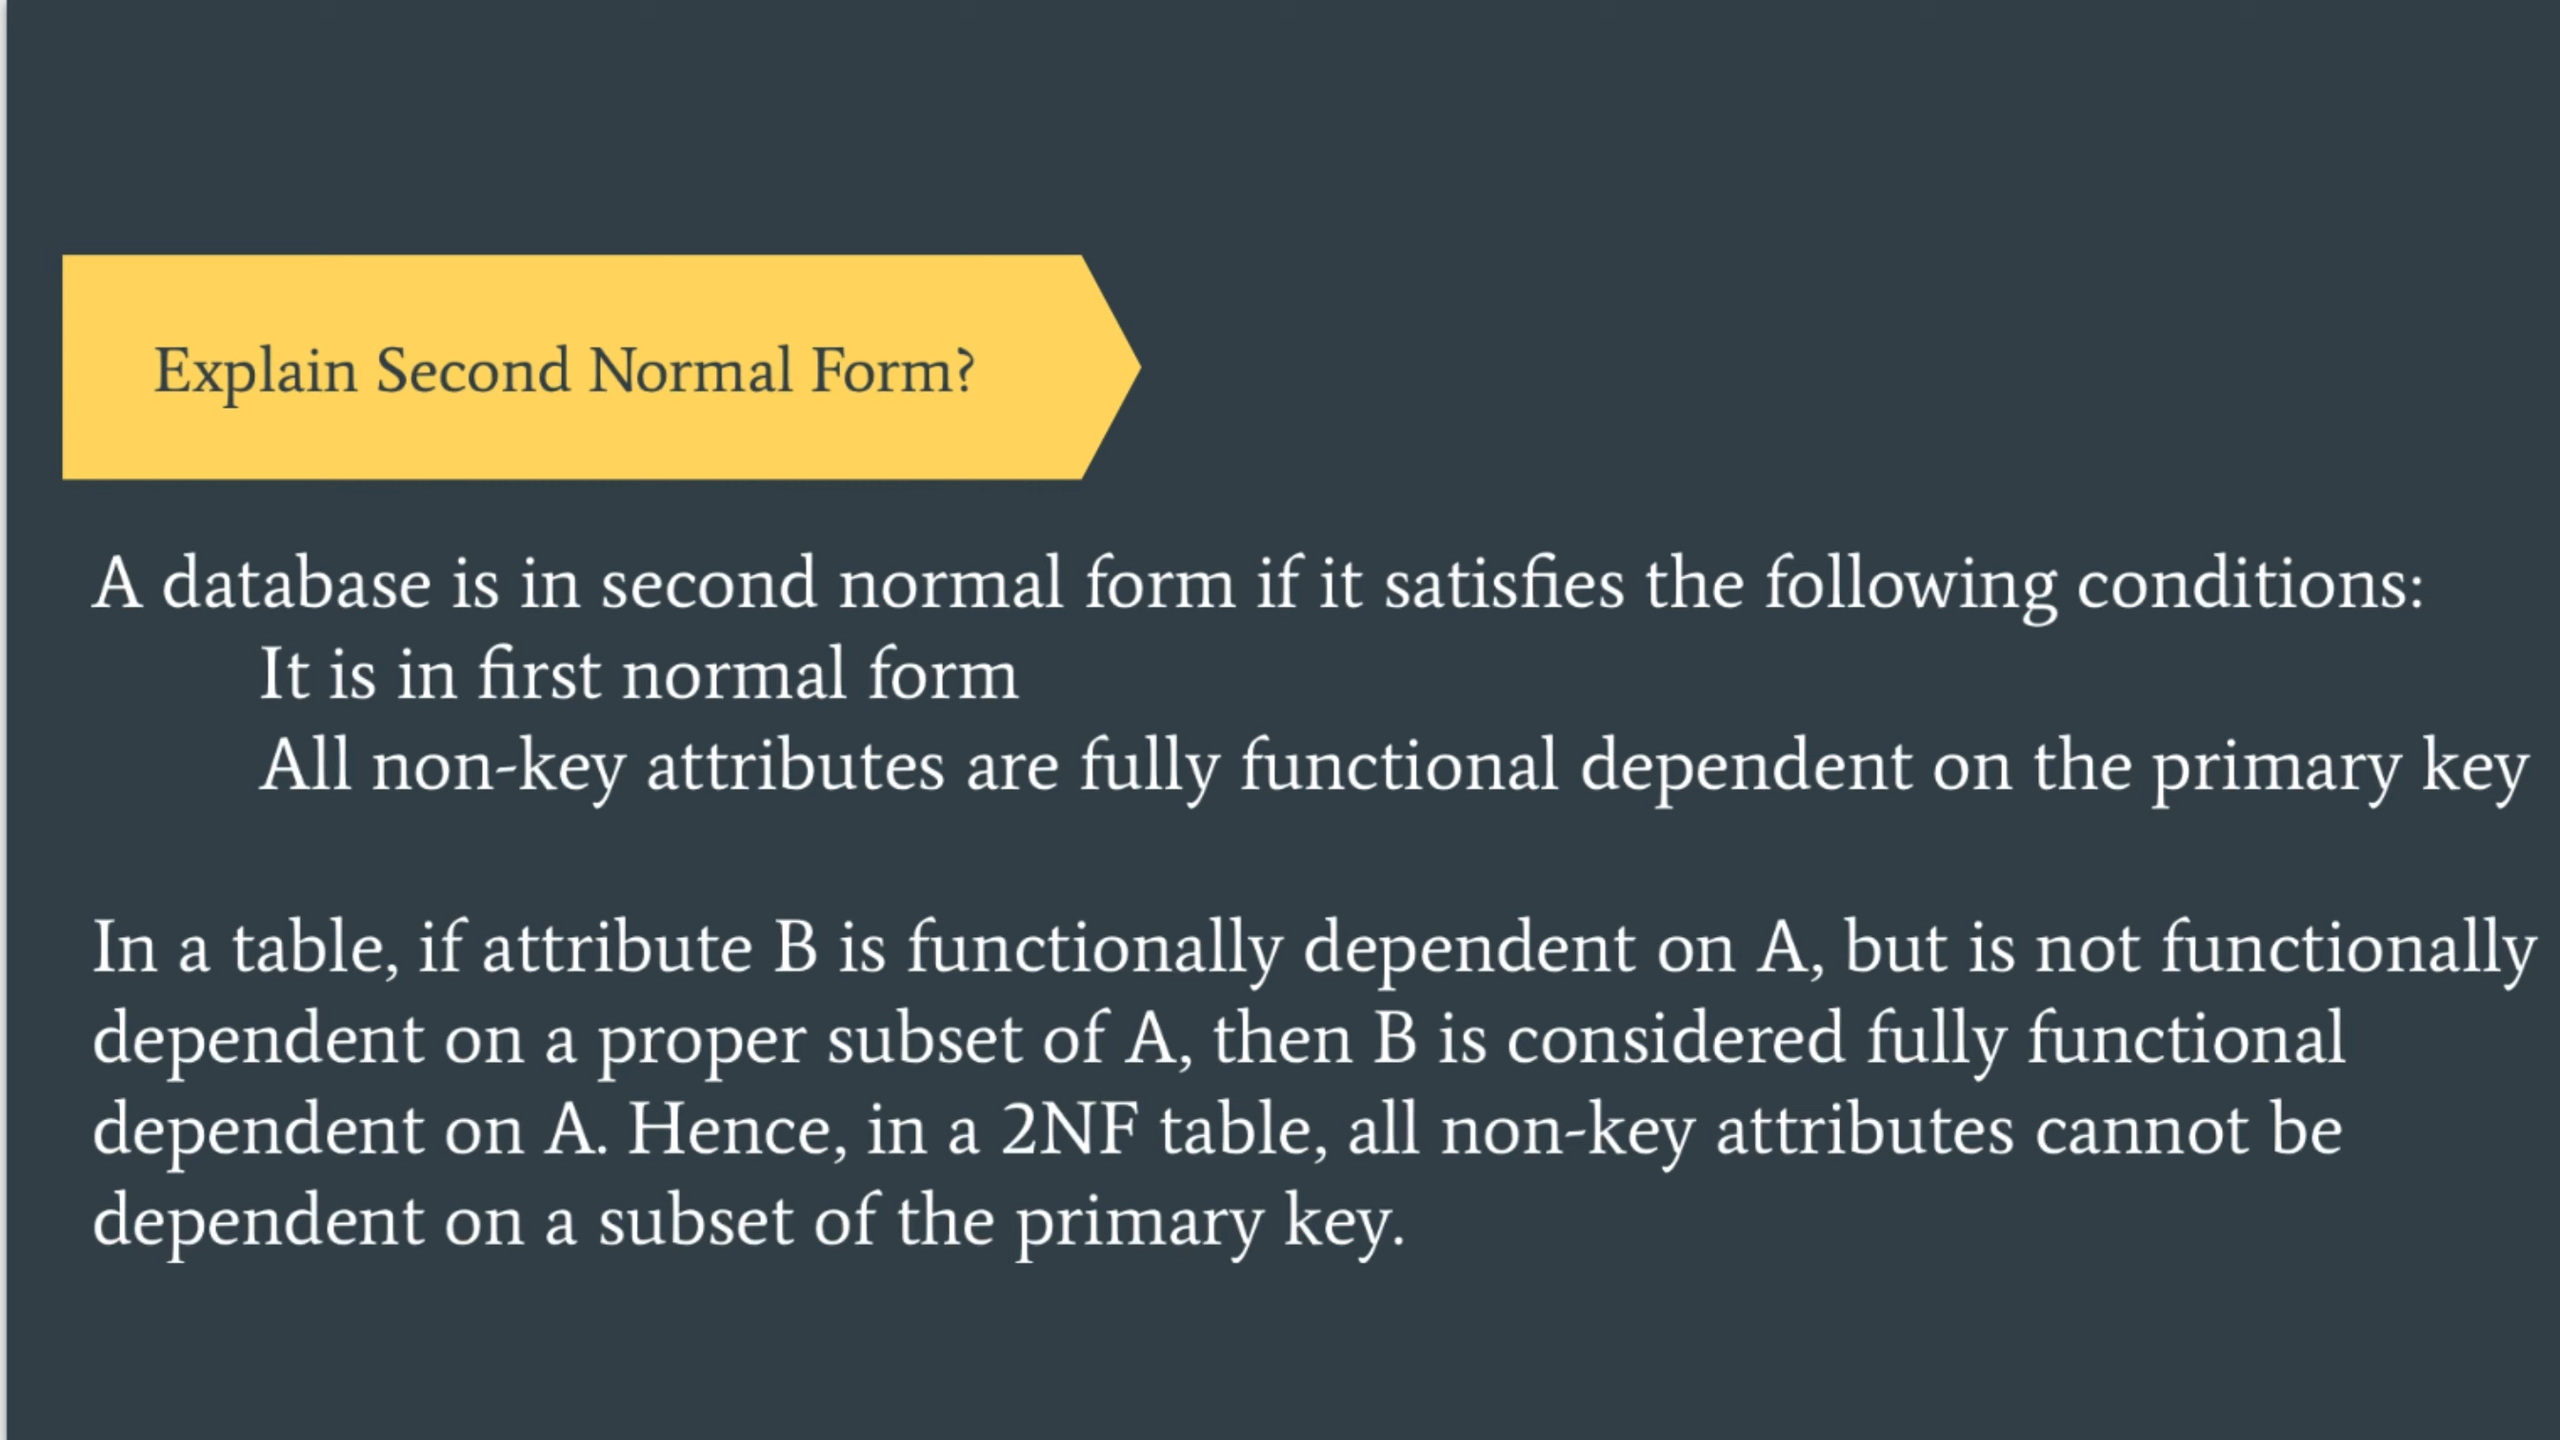 Explain Second Normal Form?
A database is in second normal form if it satisfies the following conditions:
It is in first normal form
All non-key attributes are fully functional dependent on the primary key
In a table, if attribute B is functionally dependent on A, but is not functionally
dependent on a proper subset of A, then B is considered fully functional
dependent on A. Hence, in a 2NF table, all non-key attributes cannot be
dependent on a subset of the primary key.